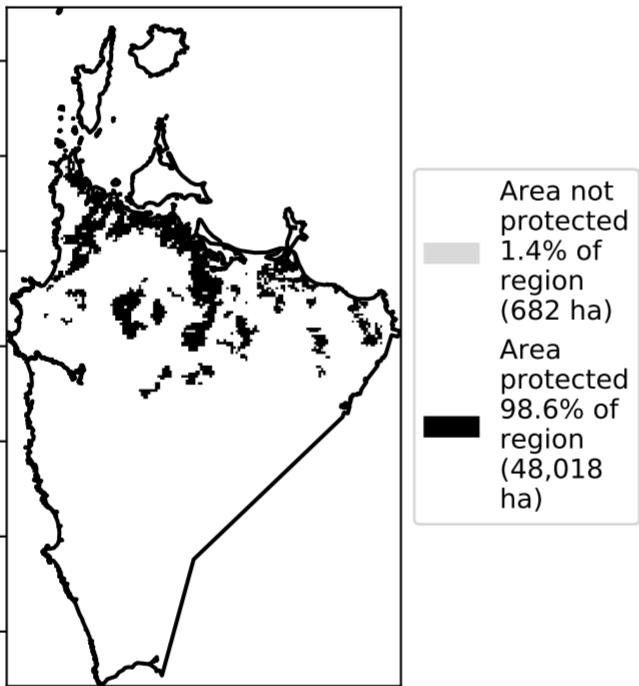 Area not
protected
1.4% of
region
(682 ha)
Area
protected
98.6% of
region
(48,018
ha)